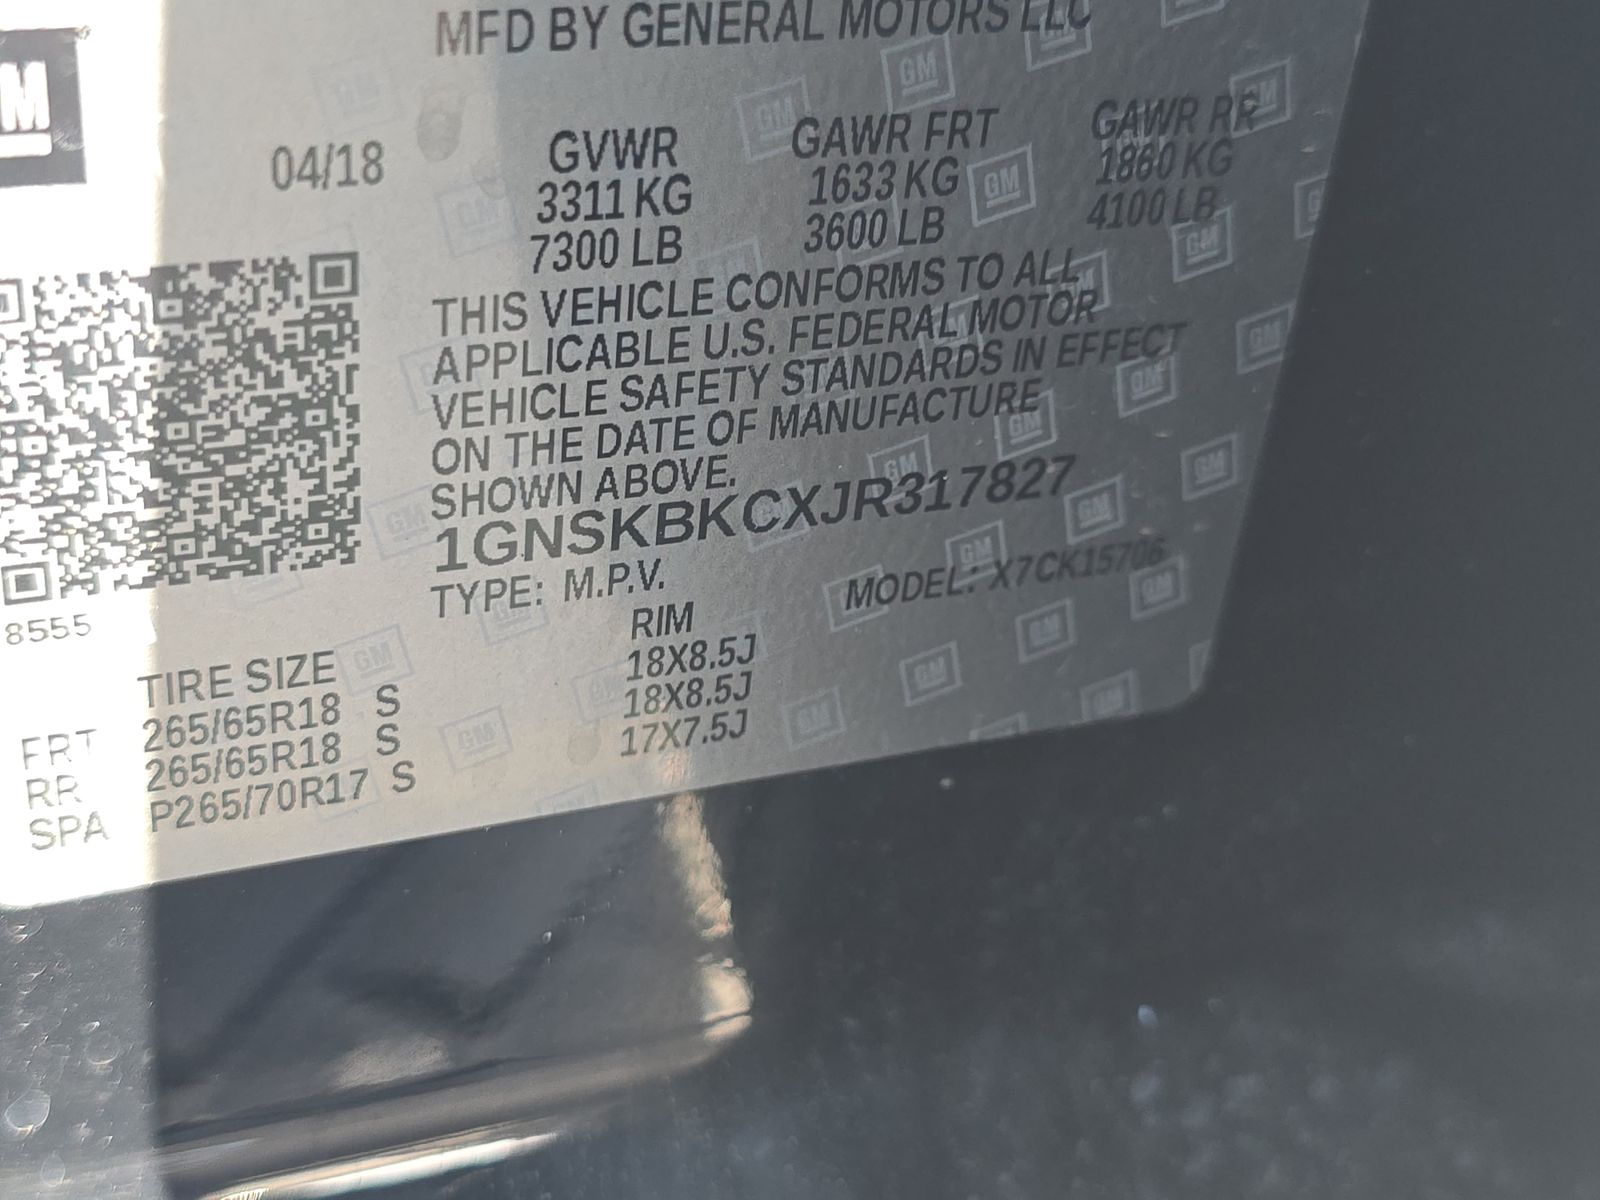 MFD BY GENERAL MOTORS LLC
GM
04/18 GVWR GAWR FRT GAWR RR
3311 KG 1633 KG 1860 KG
7300 LB 3600 LB 4100 LB
THIS VEHICLE CONFORMS TO ALL
APPLICABLE U.S. FEDERAL MOTOR
VEHICLE SAFETY STANDARDS IN EFFECT
ON THE DATE OF MANUFACTURE
SHOWN ABOVE.
1GNSKBKCXJR317827
TYPE: M.P.V. MODEL: X7CK15706
8555
TIRE SIZE RIM
FRT 265/65R18 S 18X8.5J
RR 265/65R18 S 18X8.5J
SPA P265/70R17 S 17X7.5J